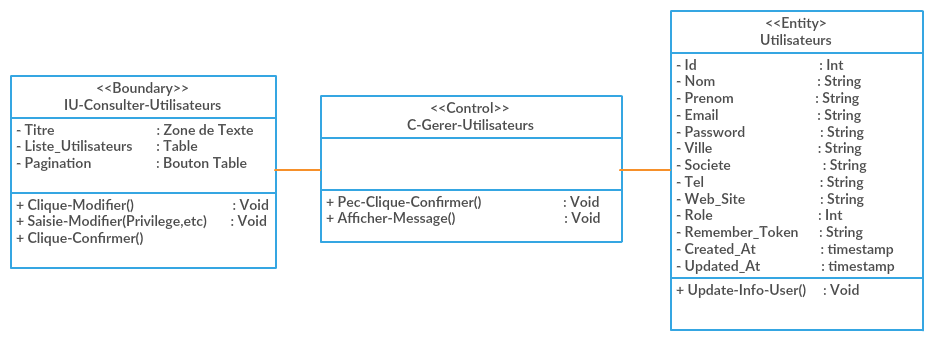 <<Boundary>>
IU-Consulter-Utilisateurs
- Titre : Zone de Texte
- Liste_Utilisateurs : Table
- Pagination : Bouton Table
+ Clique-Modifier() : Void
+ Saisie-Modifier(Privilege,etc) : Void
+ Clique-Confirmer()
<<Control>>
C-Gerer-Utilisateurs
+ Pec-Clique-Confirmer() : Void
+ Afficher-Message() : Void
<<Entity>
Utilisateurs
- Id : Int
- Nom : String
- Prenom : String
- Email : String
- Password : String
- Ville : String
- Societe : String
- Tel : String
- Web_Site : String
- Role : Int
- Remember_Token : String
- Created_At : timestamp
- Updated_At : timestamp
+ Update-Info-User() : Void